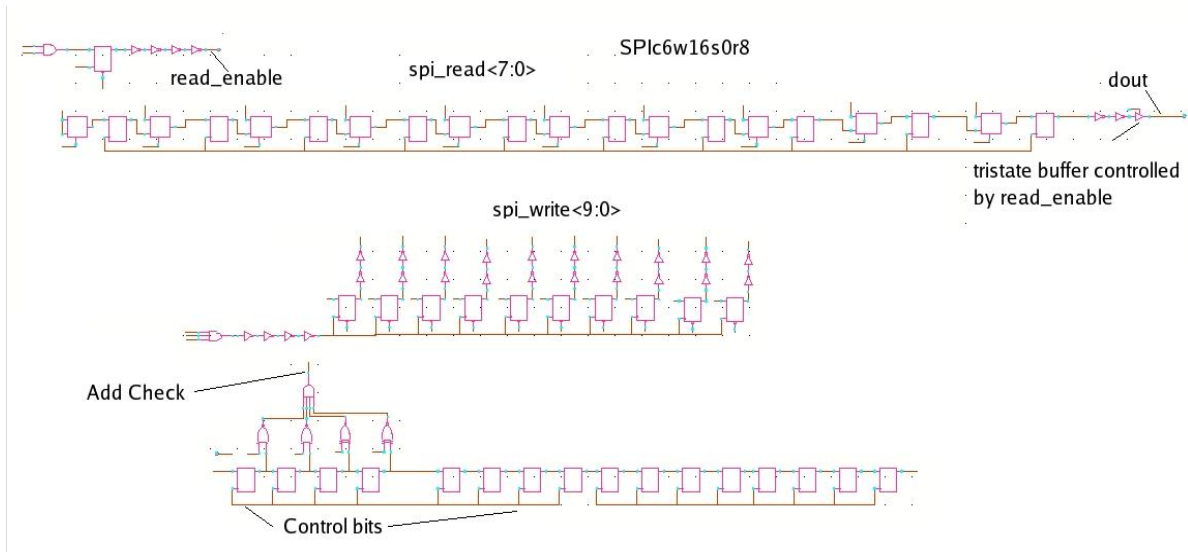 SPIc6w16s0r8
read_enable
spi_read<7:0>
dout
tristate buffer controlled
by read_enable
spi_write<9:0>
Add Check
Control bits